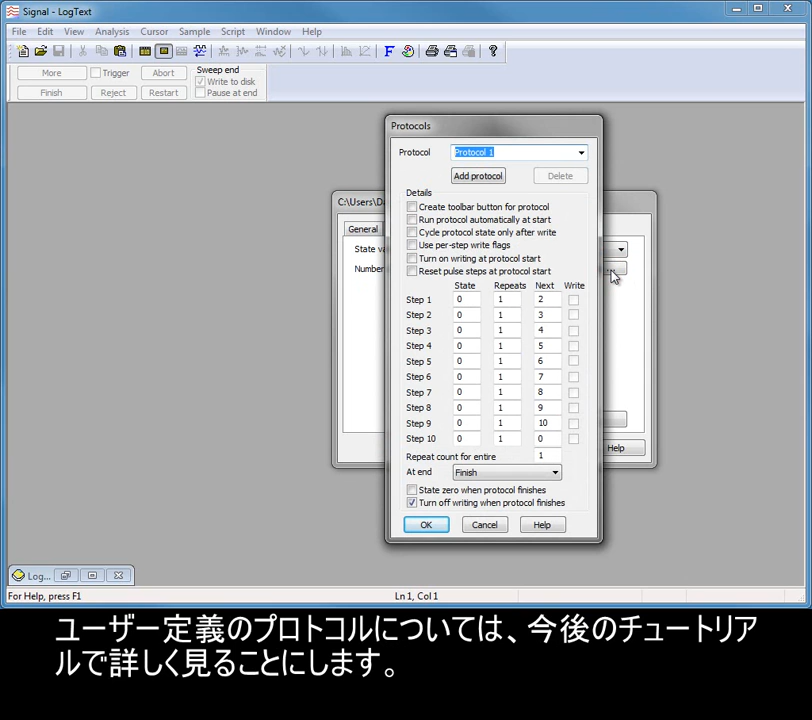 Signal - LogText
File Edit View Analysis Cursor Sample Script Window Help
More Trigger Abort Sweep end
Write to disk
Finish Reject Restart Pause at end
Protocols
Protocol Protocol 1
Add protocol Delete
C:\Users\Da
Details
Create toolbar button for protocol
Run protocol automatically at start
General
Cycle protocol state only after write
State va
Use per-step write flags
Turn on writing at protocol start
Number
Reset pulse steps at protocol start
State Repeats Next Write
Step 1 0 1 2
Step 2 0 1 3
Step 3 0 1 4
Step 4 0 1 5
Step 5 0 1 6
Step 6 0 1 7
Step 7 0 1 8
Step 8 0 1 9
Step 9 0 1 10
Step 10 0 1 0
Help
Repeat count for entire 1
At end Finish
State zero when protocol finishes
Turn off writing when protocol finishes
OK Cancel Help
Log...
For Help, press F1 Ln 1, Col 1
ユーザー定義のプロトコルについては、今後のチュートリア
ルで詳しく見ることにします。